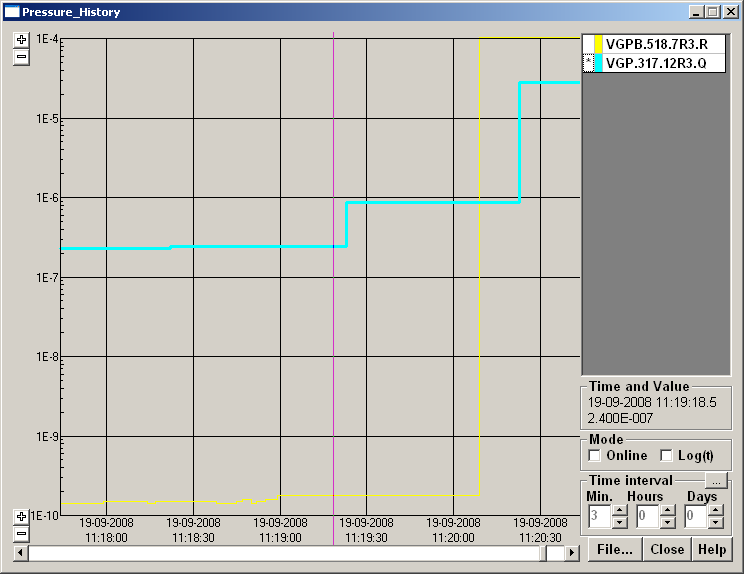 Pressure_History
1E-4
1E-5
1E-6
1E-7
1E-8
1E-9
1E-10
19-09-2008 19-09-2008 19-09-2008 19-09-2008 19-09-2008 19-09-2008
11:18:00 11:18:30 11:19:00 11:19:30 11:20:00 11:20:30
VGPB.518.7R3.R
* VGP.317.12R3.Q
Time and Value
19-09-2008 11:19:18.5
2.400E-007
Mode
Online Log(t)
Time interval ...
Min. Hours Days
3 0 0
File... Close Help